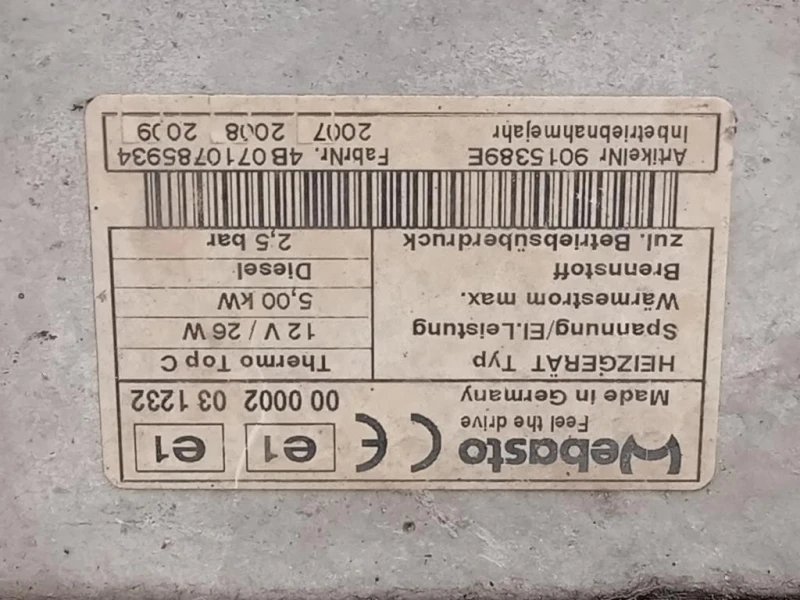 Webasto
Feel the drive
CE e1 e1
Made in Germany 00 0002 03 1232
HEIZGERÄT Typ Thermo Top C
Spannung/El.Leistung 12 V / 26 W
Wärmestrom max. 5,00 kW
Brennstoff Diesel
zul. Betriebsüberdruck 2,5 bar
ArtikelNr 9015389E FabrNr. 4B0710785934
Inbetriebnahmejahr 2007 2008 2009